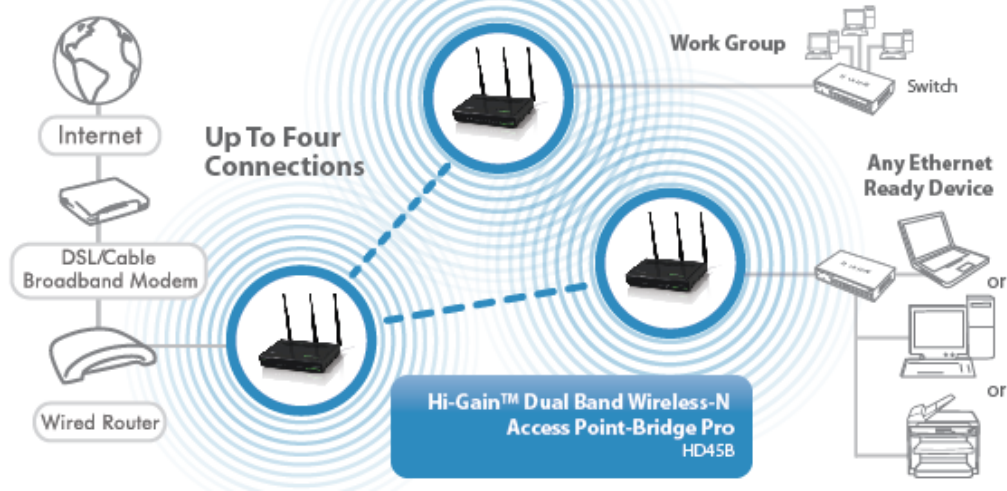 Internet
DSL/Cable
Broadband Modem
Wired Router
Up To Four
Connections
Work Group
Switch
Any Ethernet
Ready Device
or
or
Hi-Gain™ Dual Band Wireless-N
Access Point-Bridge Pro
HD45B